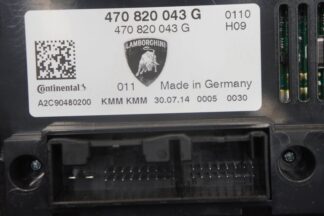 470 820 043 G 0110
470 820 043 G H09
LAMBORGHINI
Continental
011 Made in Germany
A2C90480200 KMM KMM 30.07.14 0005 0030